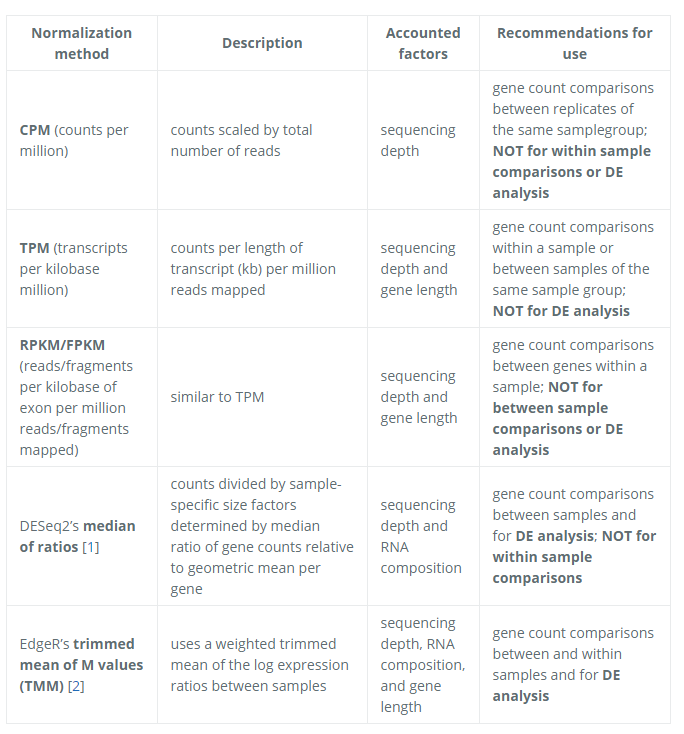 Normalization
method
Description
Accounted
factors
Recommendations for
use
CPM (counts per
million)
counts scaled by total
number of reads
sequencing
depth
gene count comparisons
between replicates of
the same samplegroup;
NOT for within sample
comparisons or DE
analysis
TPM (transcripts
per kilobase
million)
counts per length of
transcript (kb) per million
reads mapped
sequencing
depth and
gene length
gene count comparisons
within a sample or
between samples of the
same sample group;
NOT for DE analysis
RPKM/FPKM
(reads/fragments
per kilobase of
exon per million
reads/fragments
mapped)
similar to TPM
sequencing
depth and
gene length
gene count comparisons
between genes within a
sample; NOT for
between sample
comparisons or DE
analysis
DESeq2's median
of ratios [1]
counts divided by sample-
specific size factors
determined by median
ratio of gene counts relative
to geometric mean per
gene
sequencing
depth and
RNA
composition
gene count comparisons
between samples and
for DE analysis; NOT for
within sample
comparisons
EdgeR's trimmed
mean of M values
(TMM) [2]
uses a weighted trimmed
mean of the log expression
ratios between samples
sequencing
depth, RNA
composition,
and gene
length
gene count comparisons
between and within
samples and for DE
analysis